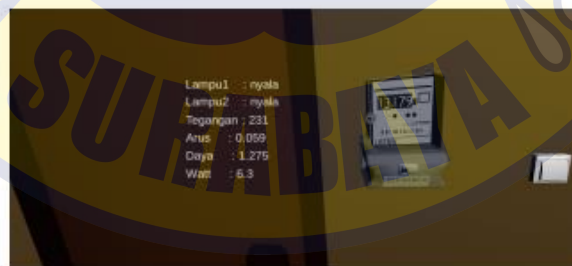 Lampu1 : nyala
Lampu2 : nyala
Tegangan : 231
Arus : 0.059
Daya : 1.275
Watt : 6.3
SURABAYA